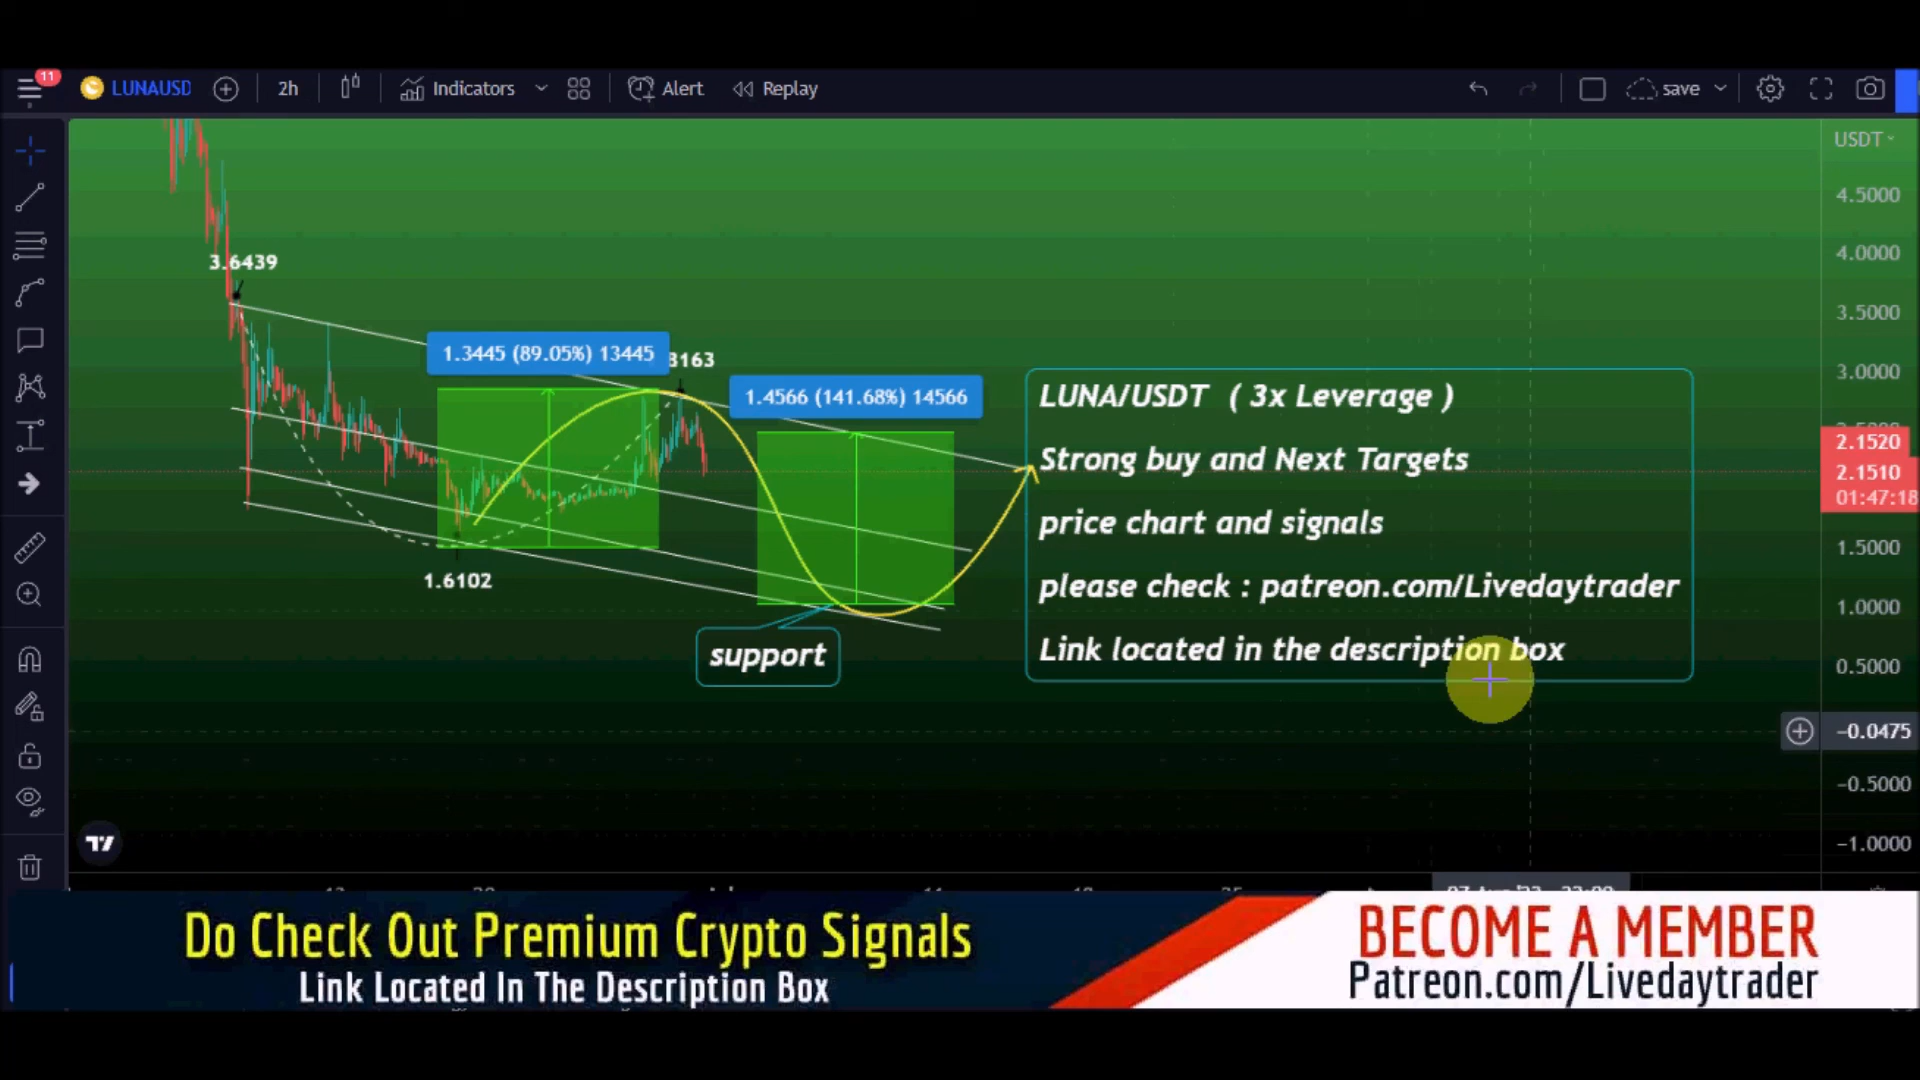 11
LUNAUSD
2h
Indicators
Alert
Replay
save
USDT
4.5000
4.0000
3.5000
3.0000
2.1520
2.1510
01:47:18
1.5000
1.0000
0.5000
-0.0475
-0.5000
-1.0000
3.6439
1.3445 (89.05%) 13445
3163
1.4566 (141.68%) 14566
1.6102
support
LUNA/USDT ( 3x Leverage )
Strong buy and Next Targets
price chart and signals
please check : patreon.com/Livedaytrader
Link located in the description box
Do Check Out Premium Crypto Signals
Link Located In The Description Box
BECOME A MEMBER
Patreon.com/Livedaytrader